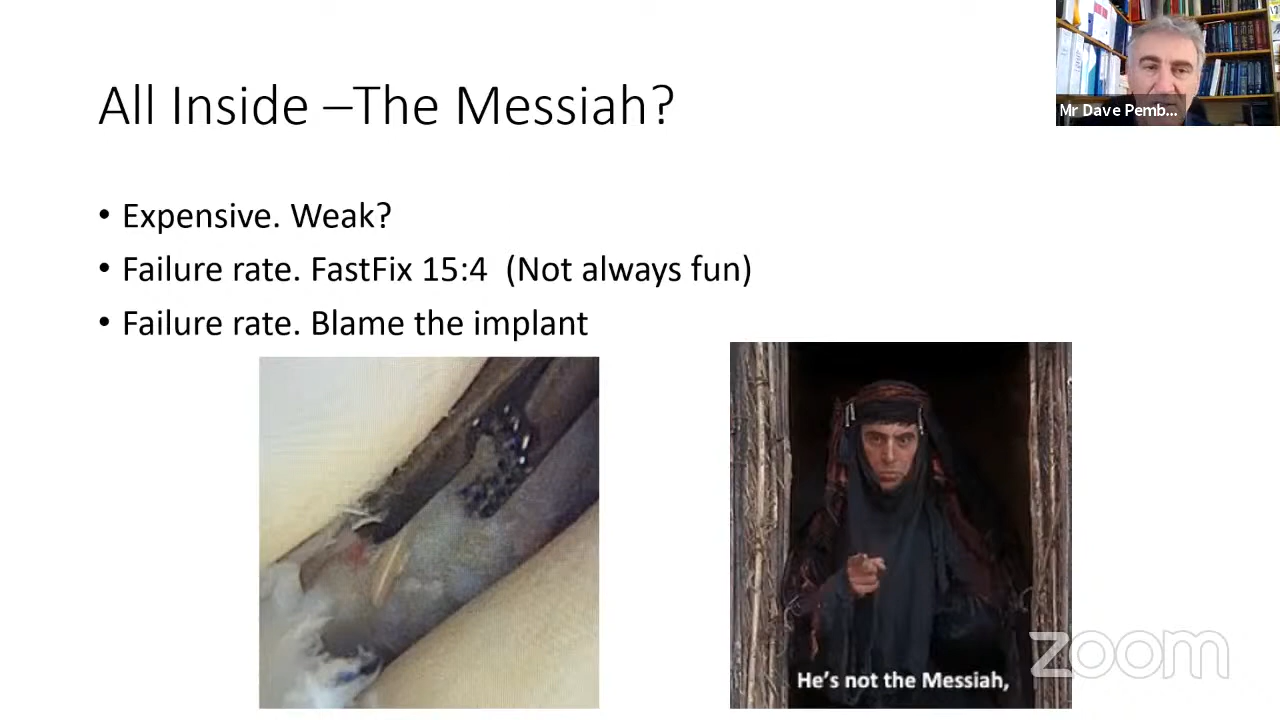 All Inside –The Messiah?
Mr Dave Pemb...
• Expensive. Weak?
• Failure rate. FastFix 15:4 (Not always fun)
• Failure rate. Blame the implant
He's not the Messiah,
zoom